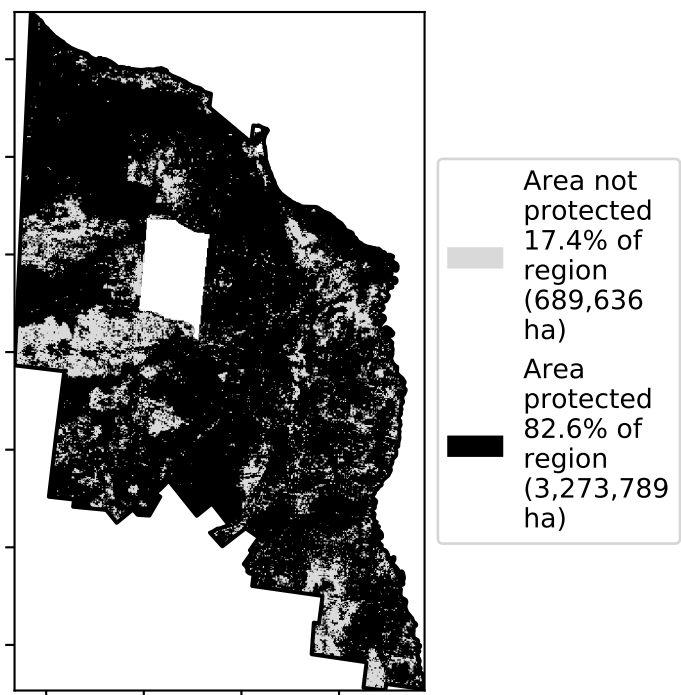 Area not
protected
17.4% of
region
(689,636
ha)
Area
protected
82.6% of
region
(3,273,789
ha)